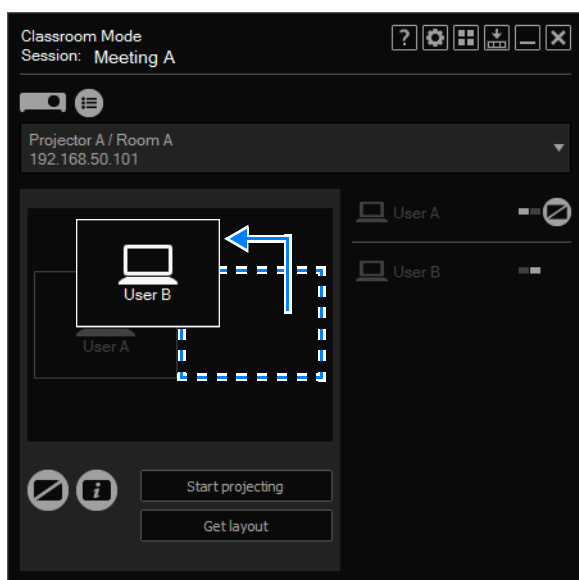 Classroom Mode
Session: Meeting A
?
Projector A / Room A
192.168.50.101
User A
User B
User B
User A
i
Start projecting
Get layout